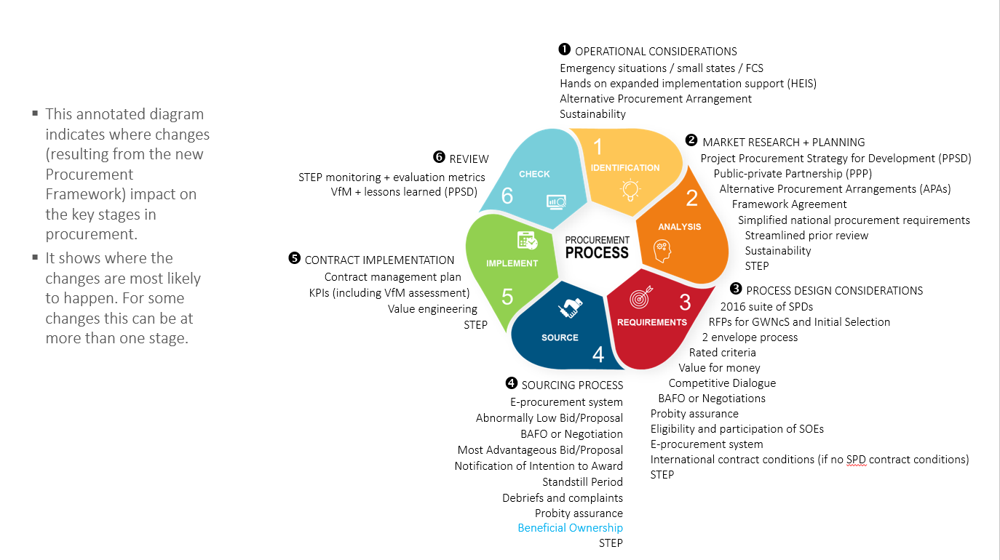 ▪ This annotated diagram
indicates where changes
(resulting from the new
Procurement
Framework) impact on
the key stages in
procurement.
▪ It shows where the
changes are most likely
to happen. For some
changes this can be at
more than one stage.
❶ OPERATIONAL CONSIDERATIONS
Emergency situations / small states / FCS
Hands on expanded implementation support (HEIS)
Alternative Procurement Arrangement
Sustainability
❷ MARKET RESEARCH + PLANNING
Project Procurement Strategy for Development (PPSD)
Public-private Partnership (PPP)
Alternative Procurement Arrangements (APAs)
Framework Agreement
Simplified national procurement requirements
Streamlined prior review
Sustainability
STEP
❸ PROCESS DESIGN CONSIDERATIONS
2016 suite of SPDs
RFPs for GWNcS and Initial Selection
2 envelope process
Rated criteria
Value for money
Competitive Dialogue
BAFO or Negotiations
Probity assurance
Eligibility and participation of SOEs
E-procurement system
International contract conditions (if no SPD contract conditions)
STEP
❹ SOURCING PROCESS
E-procurement system
Abnormally Low Bid/Proposal
BAFO or Negotiation
Most Advantageous Bid/Proposal
Notification of Intention to Award
Standstill Period
Debriefs and complaints
Probity assurance
Beneficial Ownership
STEP
❺ CONTRACT IMPLEMENTATION
Contract management plan
KPIs (including VfM assessment)
Value engineering
STEP
❻ REVIEW
STEP monitoring + evaluation metrics
VfM + lessons learned (PPSD)
PROCUREMENT
PROCESS
1
IDENTIFICATION
2
ANALYSIS
3
REQUIREMENTS
SOURCE
4
IMPLEMENT
5
CHECK
6